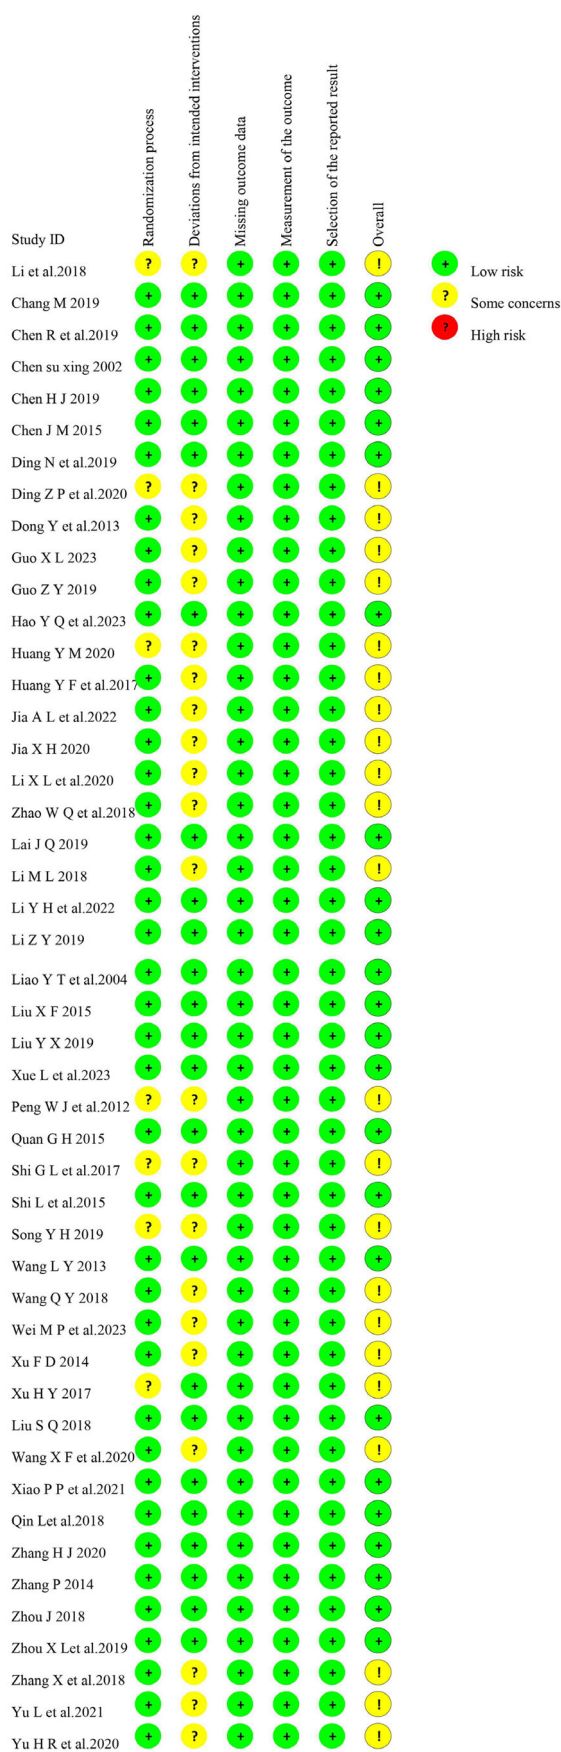 Study ID Randomization process Deviations from intended interventions Missing outcome data Measurement of the outcome Selection of the reported result Overall
Li et al.2018 ? ? + + + ! + Low risk
Chang M 2019 + + + + + + ? Some concerns
Chen R et al.2019 + + + + + + ? High risk
Chen su xing 2002 + + + + + +
Chen H J 2019 + + + + + +
Chen J M 2015 + + + + + +
Ding N et al.2019 + + + + + +
Ding Z P et al.2020 ? ? + + + !
Dong Y et al.2013 + ? + + + !
Guo X L 2023 + ? + + + !
Guo Z Y 2019 + ? + + + !
Hao Y Q et al.2023 + + + + + +
Huang Y M 2020 ? ? + + + !
Huang Y F et al.2017 + ? + + + !
Jia A L et al.2022 + ? + + + !
Jia X H 2020 + ? + + + !
Li X L et al.2020 + ? + + + !
Zhao W Q et al.2018 + ? + + + !
Lai J Q 2019 + + + + + +
Li M L 2018 + ? + + + !
Li Y H et al.2022 + + + + + +
Li Z Y 2019 + + + + + +
Liao Y T et al.2004 + + + + + +
Liu X F 2015 + + + + + +
Liu Y X 2019 + + + + + +
Xue L et al.2023 + + + + + +
Peng W J et al.2012 ? ? + + + !
Quan G H 2015 + + + + + +
Shi G L et al.2017 ? ? + + + !
Shi L et al.2015 + + + + + +
Song Y H 2019 ? ? + + + !
Wang L Y 2013 + + + + + +
Wang Q Y 2018 + ? + + + !
Wei M P et al.2023 + ? + + + !
Xu F D 2014 + ? + + + !
Xu H Y 2017 ? + + + + !
Liu S Q 2018 + + + + + +
Wang X F et al.2020 + ? + + + !
Xiao P P et al.2021 + + + + + +
Qin Let al.2018 + + + + + +
Zhang H J 2020 + + + + + +
Zhang P 2014 + + + + + +
Zhou J 2018 + + + + + +
Zhou X Let al.2019 + + + + + +
Zhang X et al.2018 + ? + + + !
Yu L et al.2021 + ? + + + !
Yu H R et al.2020 + ? + + + !